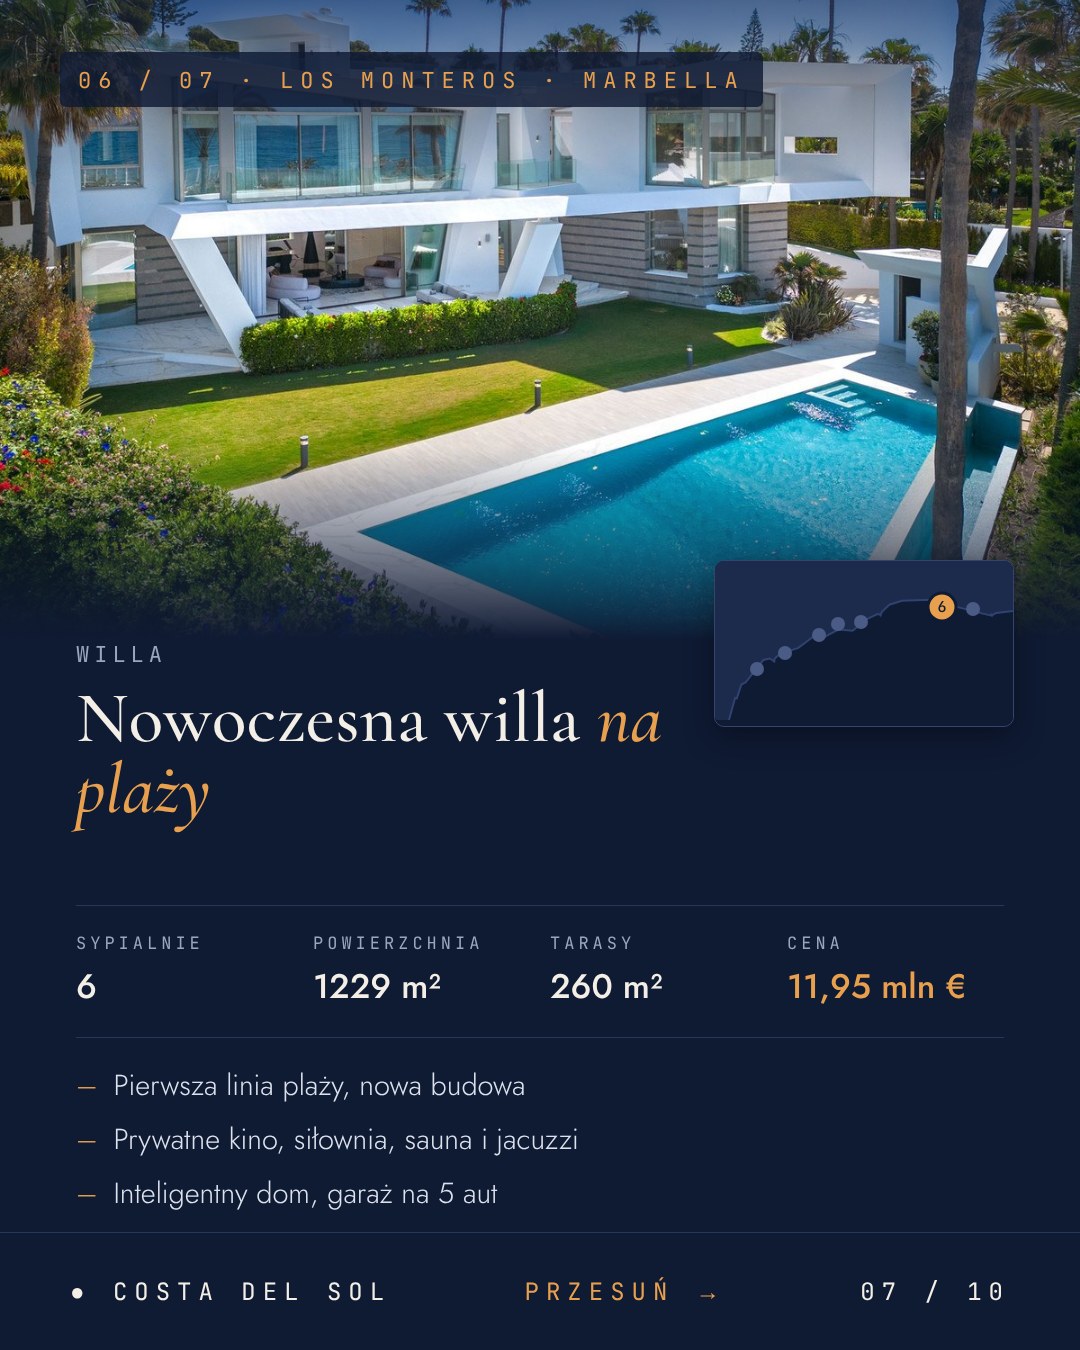 06 / 07 · LOS MONTEROS · MARBELLA
6
WILLA
Nowoczesna willa na
plaży
SYPIALNIE POWIERZCHNIA TARASY CENA
6 1229 m² 260 m² 11,95 mln €
— Pierwsza linia plaży, nowa budowa
— Prywatne kino, siłownia, sauna i jacuzzi
— Inteligentny dom, garaż na 5 aut
• COSTA DEL SOL PRZESUŃ → 07 / 10